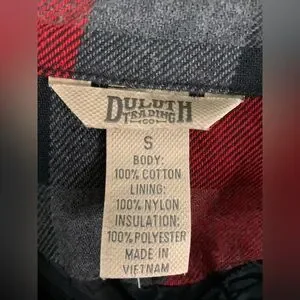 DULUTH
TRADING
CO
S
BODY:
100% COTTON
LINING:
100% NYLON
INSULATION:
100% POLYESTER
MADE IN
VIETNAM